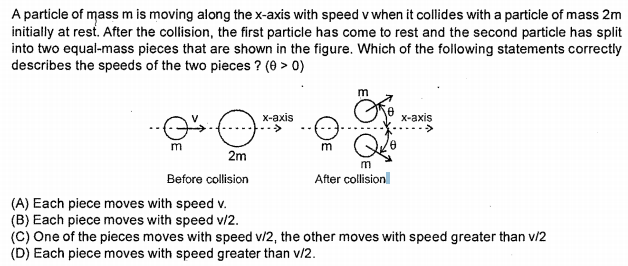 A particle of mass m is moving along the x-axis with speed v when it collides with a particle of mass 2m
initially at rest. After the collision, the first particle has come to rest and the second particle has split
into two equal-mass pieces that are shown in the figure. Which of the following statements correctly
describes the speeds of the two pieces ? (θ > 0)
m
v x-axis θ x-axis
m 2m m θ
m
Before collision After collision
(A) Each piece moves with speed v.
(B) Each piece moves with speed v/2.
(C) One of the pieces moves with speed v/2, the other moves with speed greater than v/2
(D) Each piece moves with speed greater than v/2.